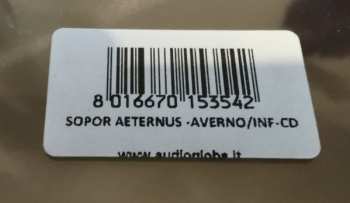 8 016670 153542
SOPOR AETERNUS -AVERNO/INF-CD
www.audioglobe.it